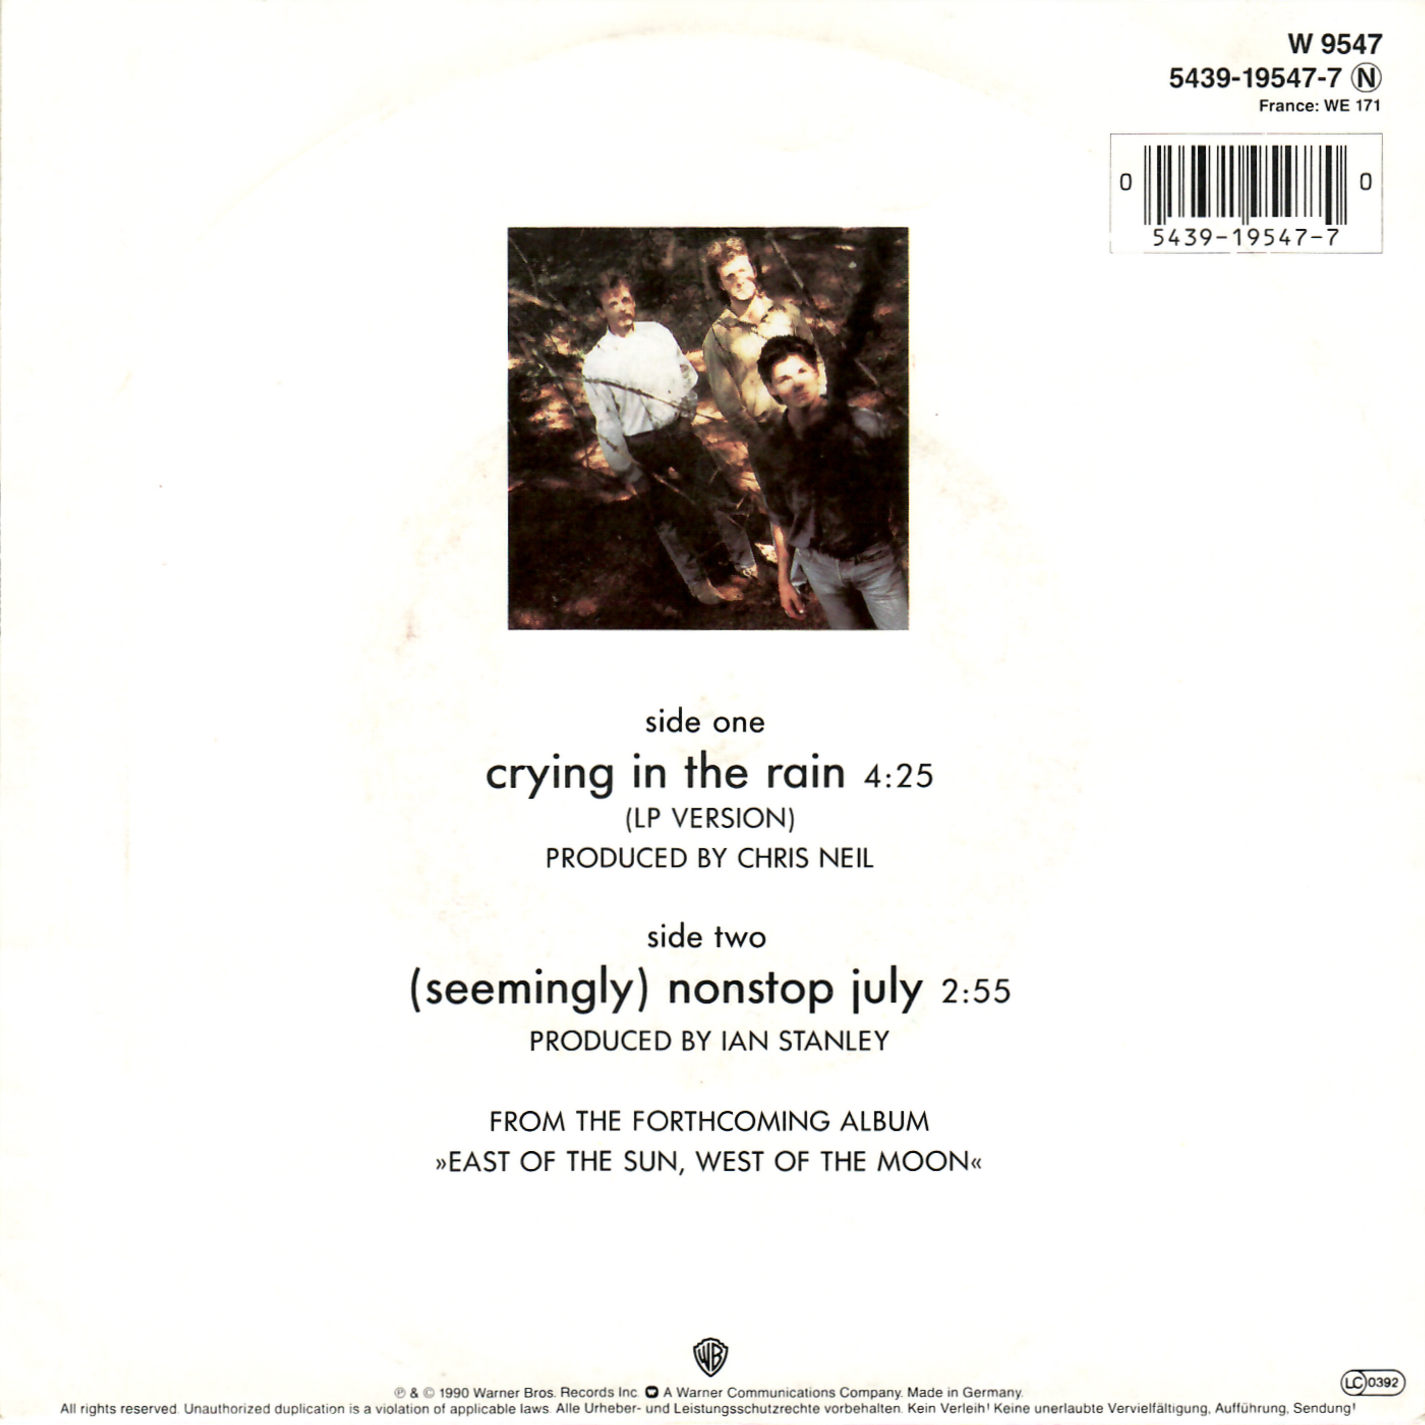 W 9547
5439-19547-7 Ⓝ
France: WE 171
0 0
5439-19547-7
side one
crying in the rain 4:25
(LP VERSION)
PRODUCED BY CHRIS NEIL
side two
(seemingly) nonstop july 2:55
PRODUCED BY IAN STANLEY
FROM THE FORTHCOMING ALBUM
»EAST OF THE SUN, WEST OF THE MOON«
WB
LC 0392
℗ & © 1990 Warner Bros. Records Inc. A Warner Communications Company. Made in Germany.
All rights reserved. Unauthorized duplication is a violation of applicable laws. Alle Urheber- und Leistungsschutzrechte vorbehalten. Kein Verleih! Keine unerlaubte Vervielfältigung, Aufführung, Sendung!